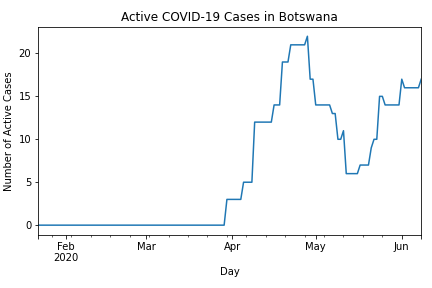 Active COVID-19 Cases in Botswana
Number of Active Cases
20
15
10
5
0
Feb
2020
Mar
Apr
May
Jun
Day